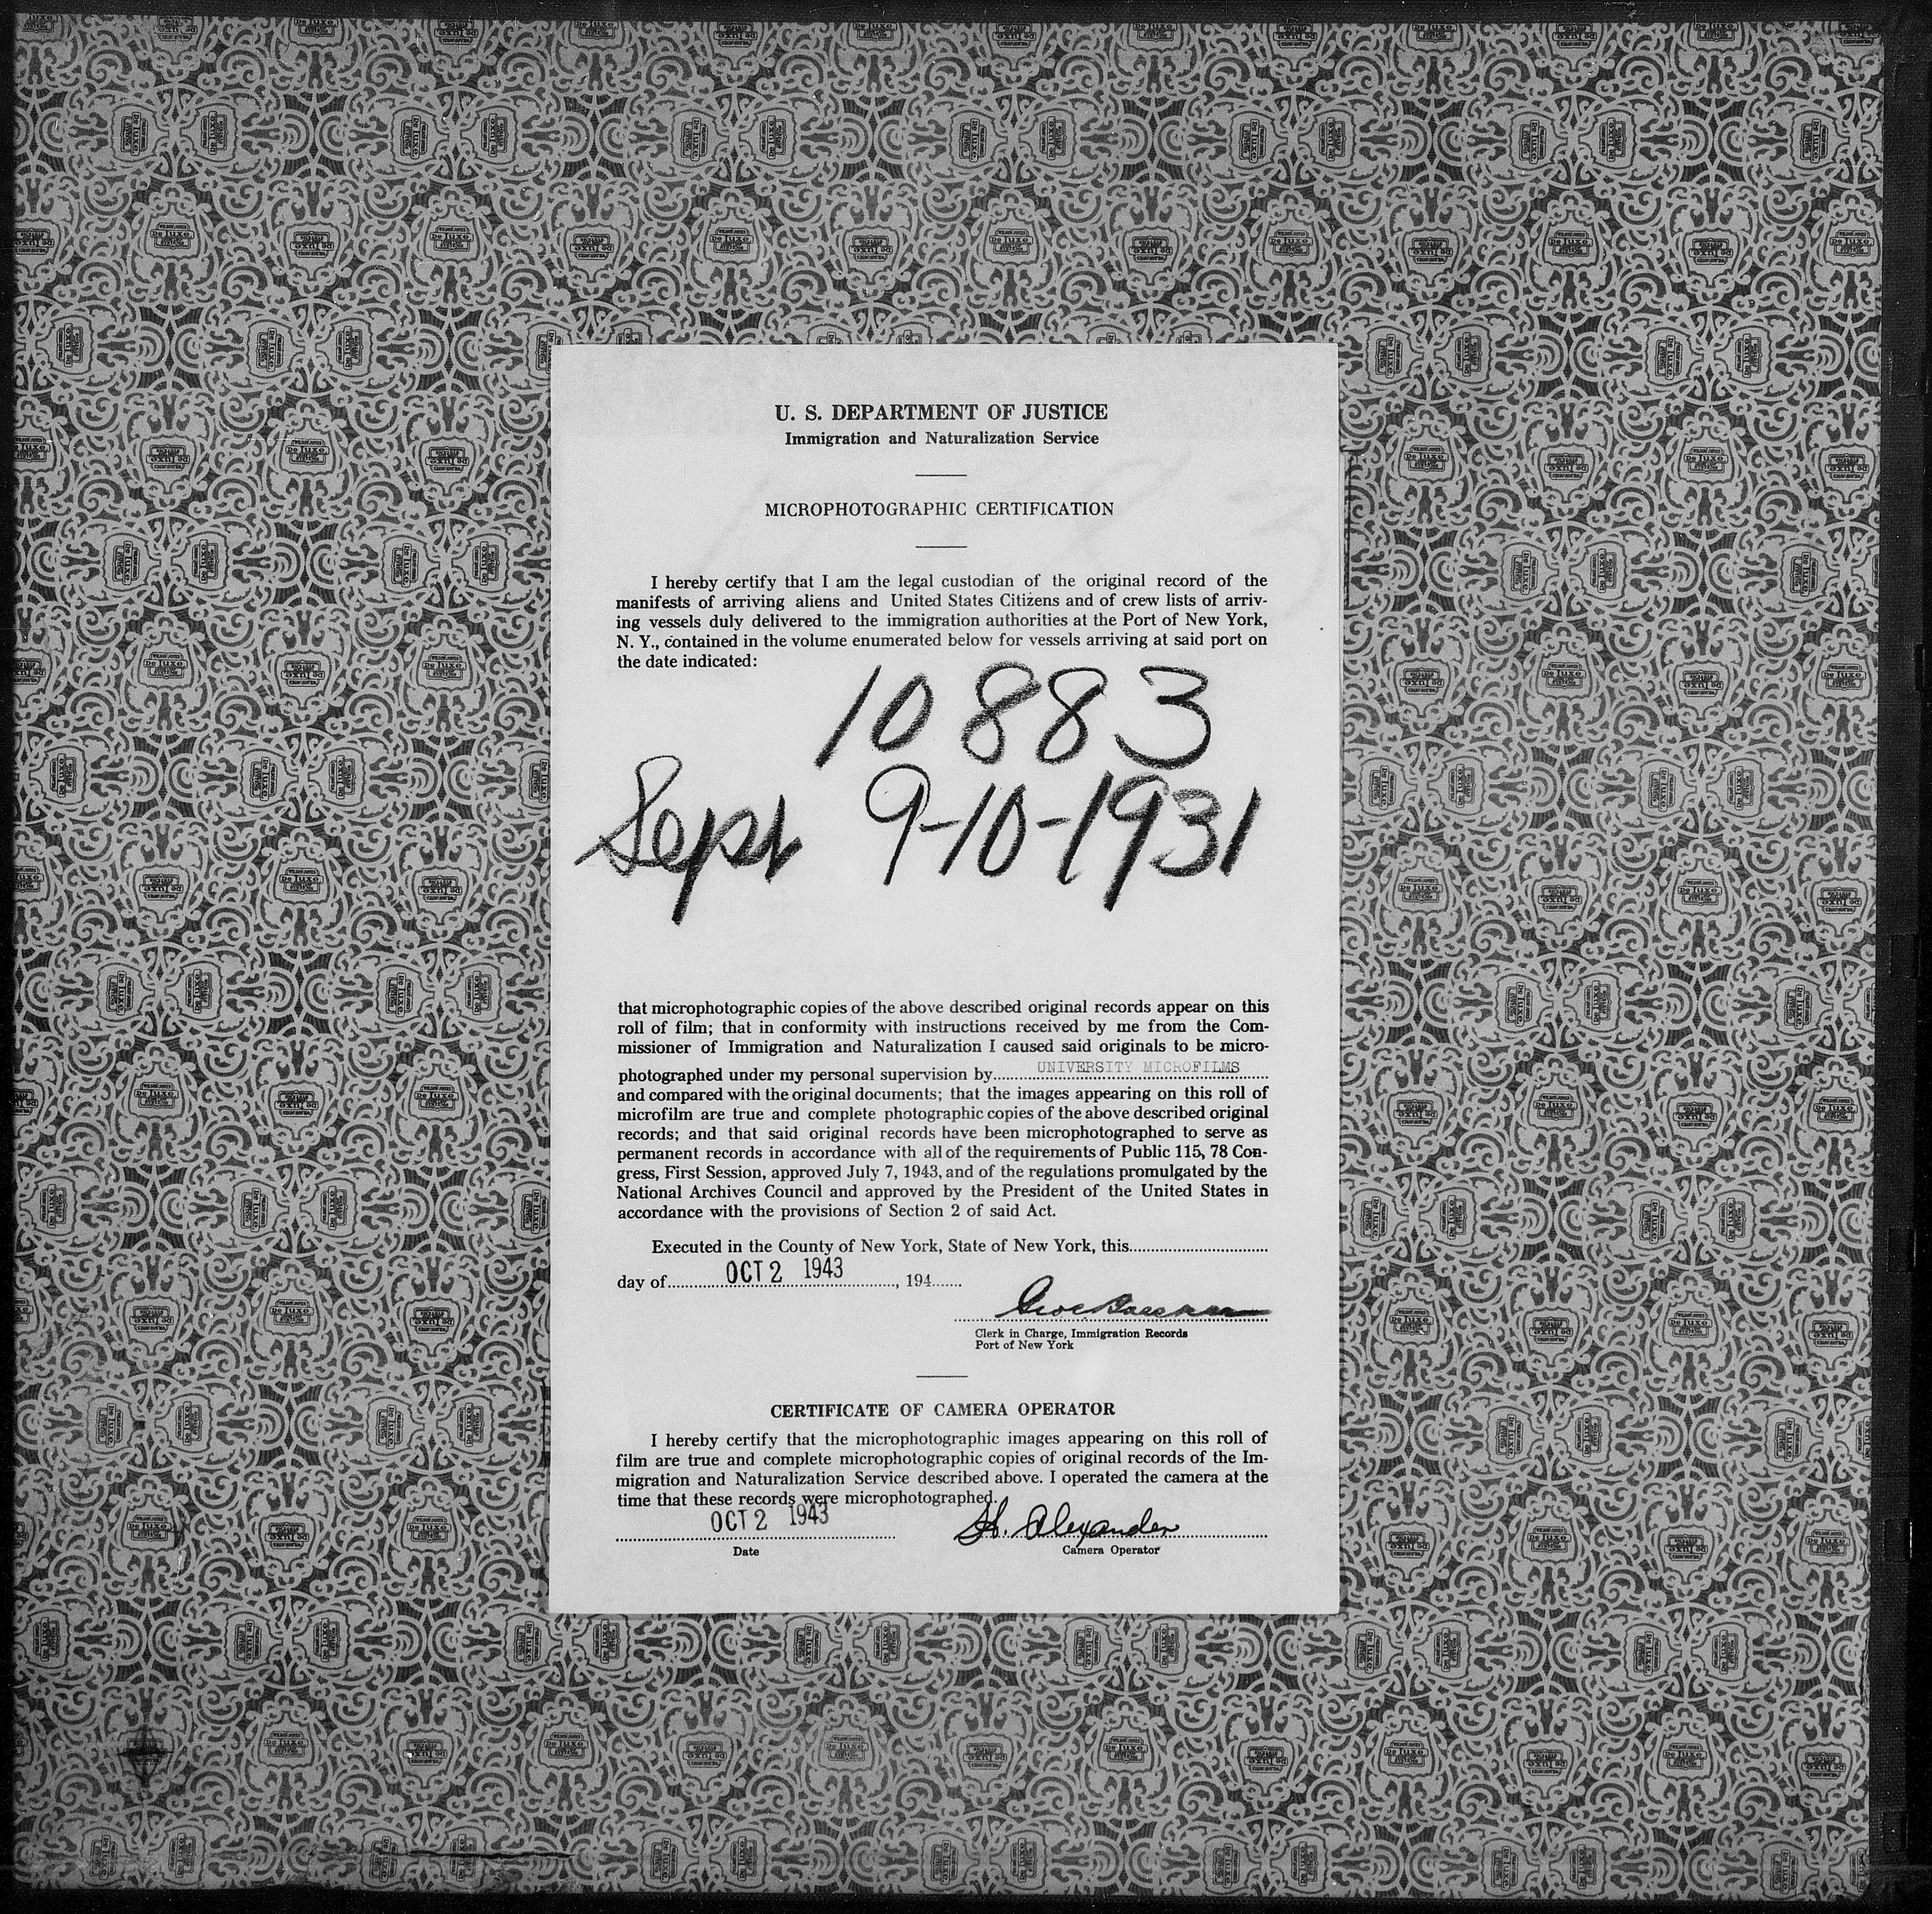 U. S. DEPARTMENT OF JUSTICE
Immigration and Naturalization Service
MICROPHOTOGRAPHIC CERTIFICATION
I hereby certify that I am the legal custodian of the original record of the
manifests of arriving aliens and United States Citizens and of crew lists of arriv-
ing vessels duly delivered to the immigration authorities at the Port of New York,
N. Y., contained in the volume enumerated below for vessels arriving at said port on
the date indicated:
10883
Sept 9-10-1931
that microphotographic copies of the above described original records appear on this
roll of film; that in conformity with instructions received by me from the Com-
missioner of Immigration and Naturalization I caused said originals to be micro-
photographed under my personal supervision by UNIVERSITY MICROFILMS
and compared with the original documents; that the images appearing on this roll of
microfilm are true and complete photographic copies of the above described original
records; and that said original records have been microphotographed to serve as
permanent records in accordance with all of the requirements of Public 115, 78 Con-
gress, First Session, approved July 7, 1943, and of the regulations promulgated by the
National Archives Council and approved by the President of the United States in
accordance with the provisions of Section 2 of said Act.
Executed in the County of New York, State of New York, this
day of OCT 2 1943, 194
Clerk in Charge, Immigration Records
Port of New York
CERTIFICATE OF CAMERA OPERATOR
I hereby certify that the microphotographic images appearing on this roll of
film are true and complete microphotographic copies of original records of the Im-
migration and Naturalization Service described above. I operated the camera at the
time that these records were microphotographed.
OCT 2 1943 H. Alexander
Date Camera Operator